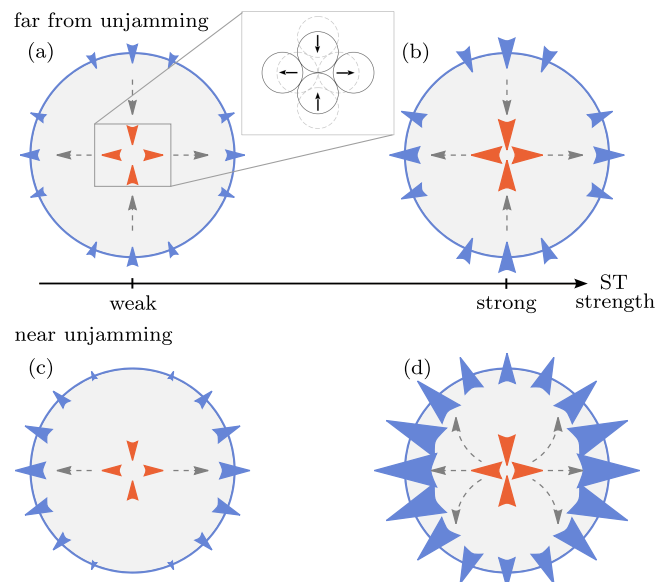 far from unjamming
(a)
(b)
weak
strong
ST
strength
near unjamming
(c)
(d)